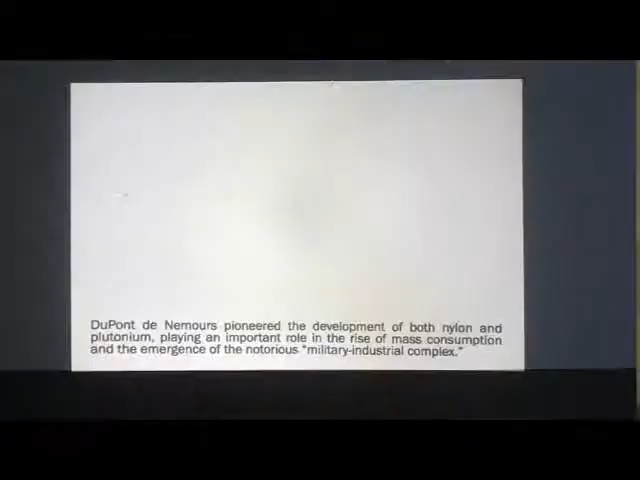 DuPont de Nemours pioneered the development of both nylon and
plutonium, playing an important role in the rise of mass consumption
and the emergence of the notorious "military-industrial complex."